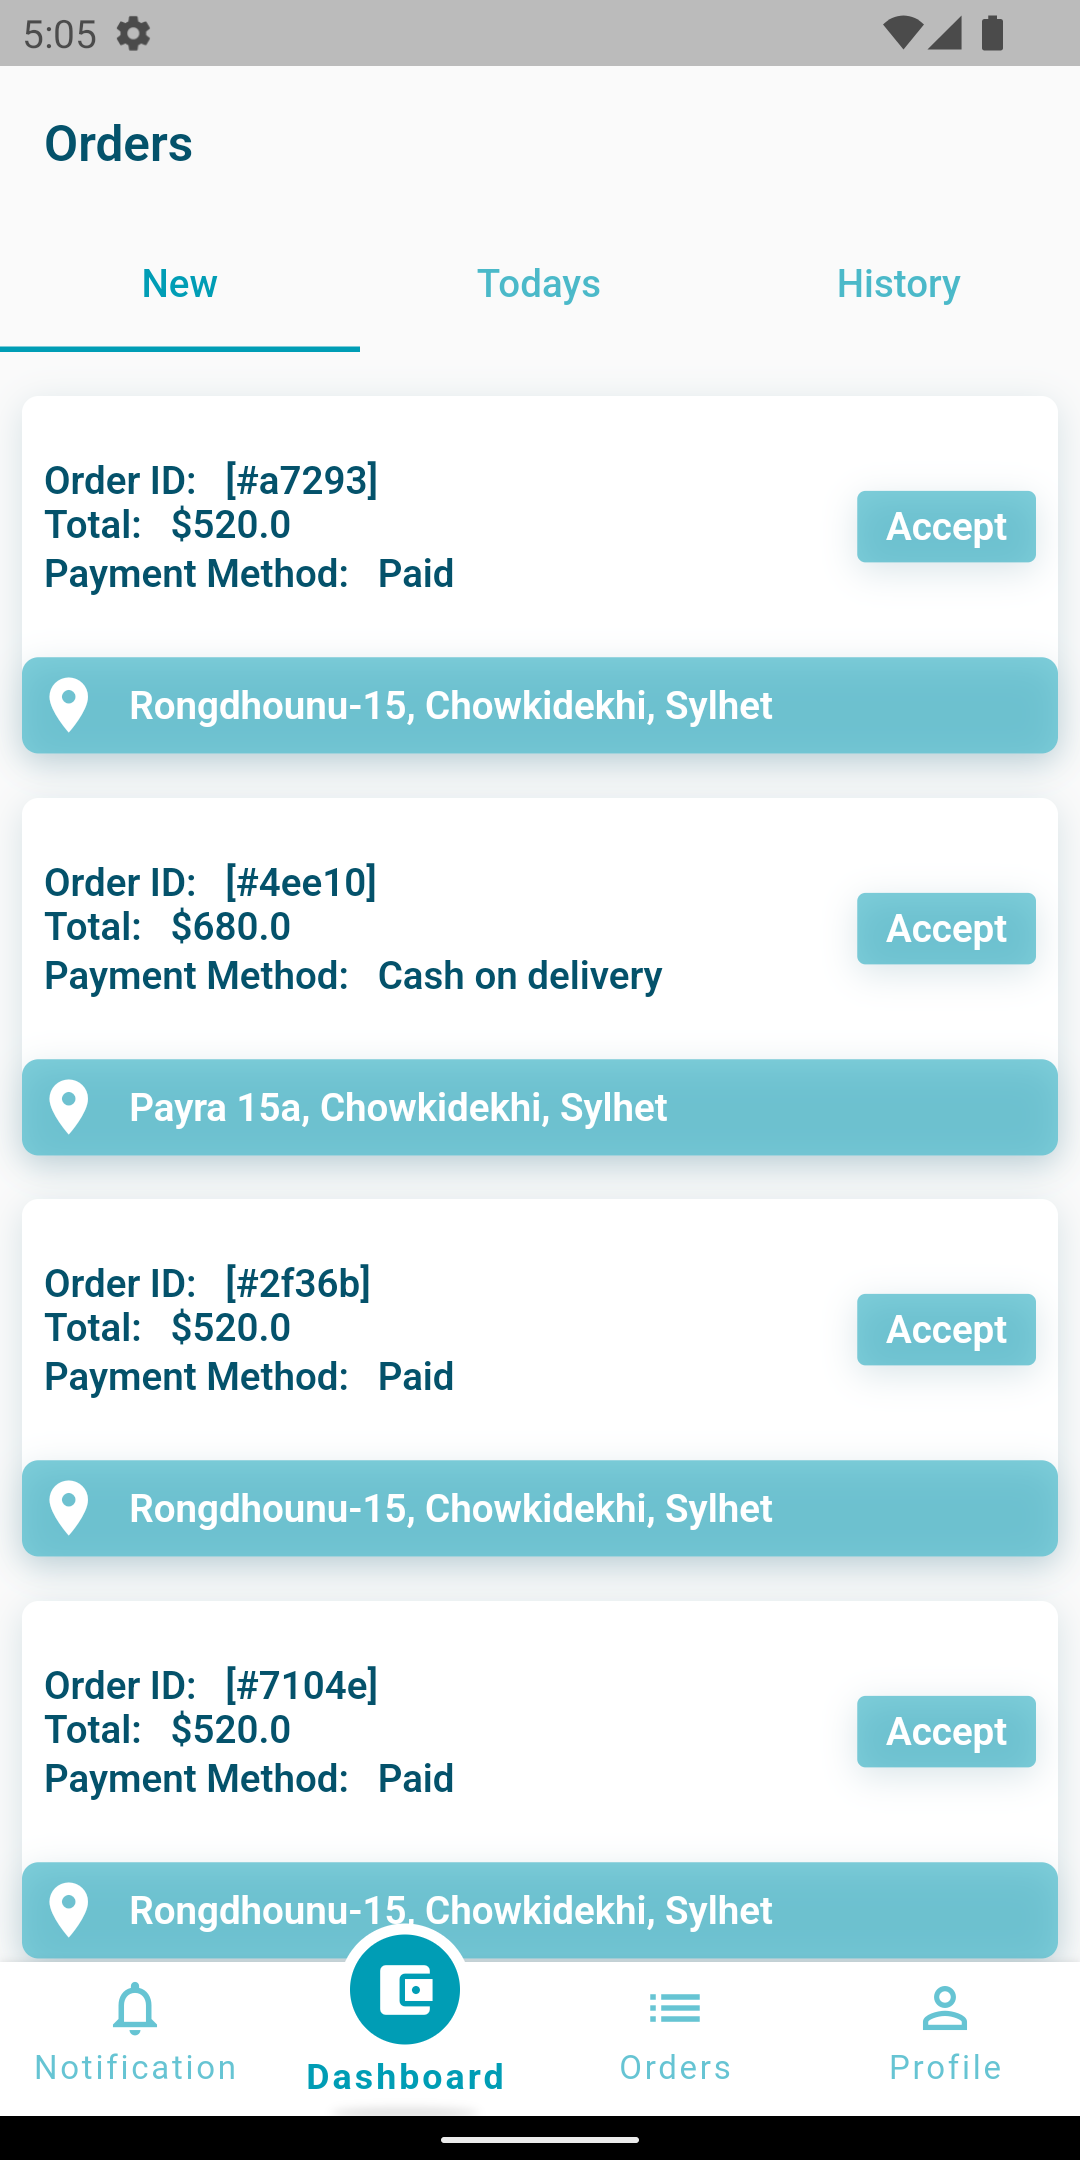 5:05
Orders
New Todays History
Order ID: [#a7293]
Total: $520.0
Payment Method: Paid
Accept
Rongdhounu-15, Chowkidekhi, Sylhet
Order ID: [#4ee10]
Total: $680.0
Payment Method: Cash on delivery
Accept
Payra 15a, Chowkidekhi, Sylhet
Order ID: [#2f36b]
Total: $520.0
Payment Method: Paid
Accept
Rongdhounu-15, Chowkidekhi, Sylhet
Order ID: [#7104e]
Total: $520.0
Payment Method: Paid
Accept
Rongdhounu-15, Chowkidekhi, Sylhet
Notification Dashboard Orders Profile